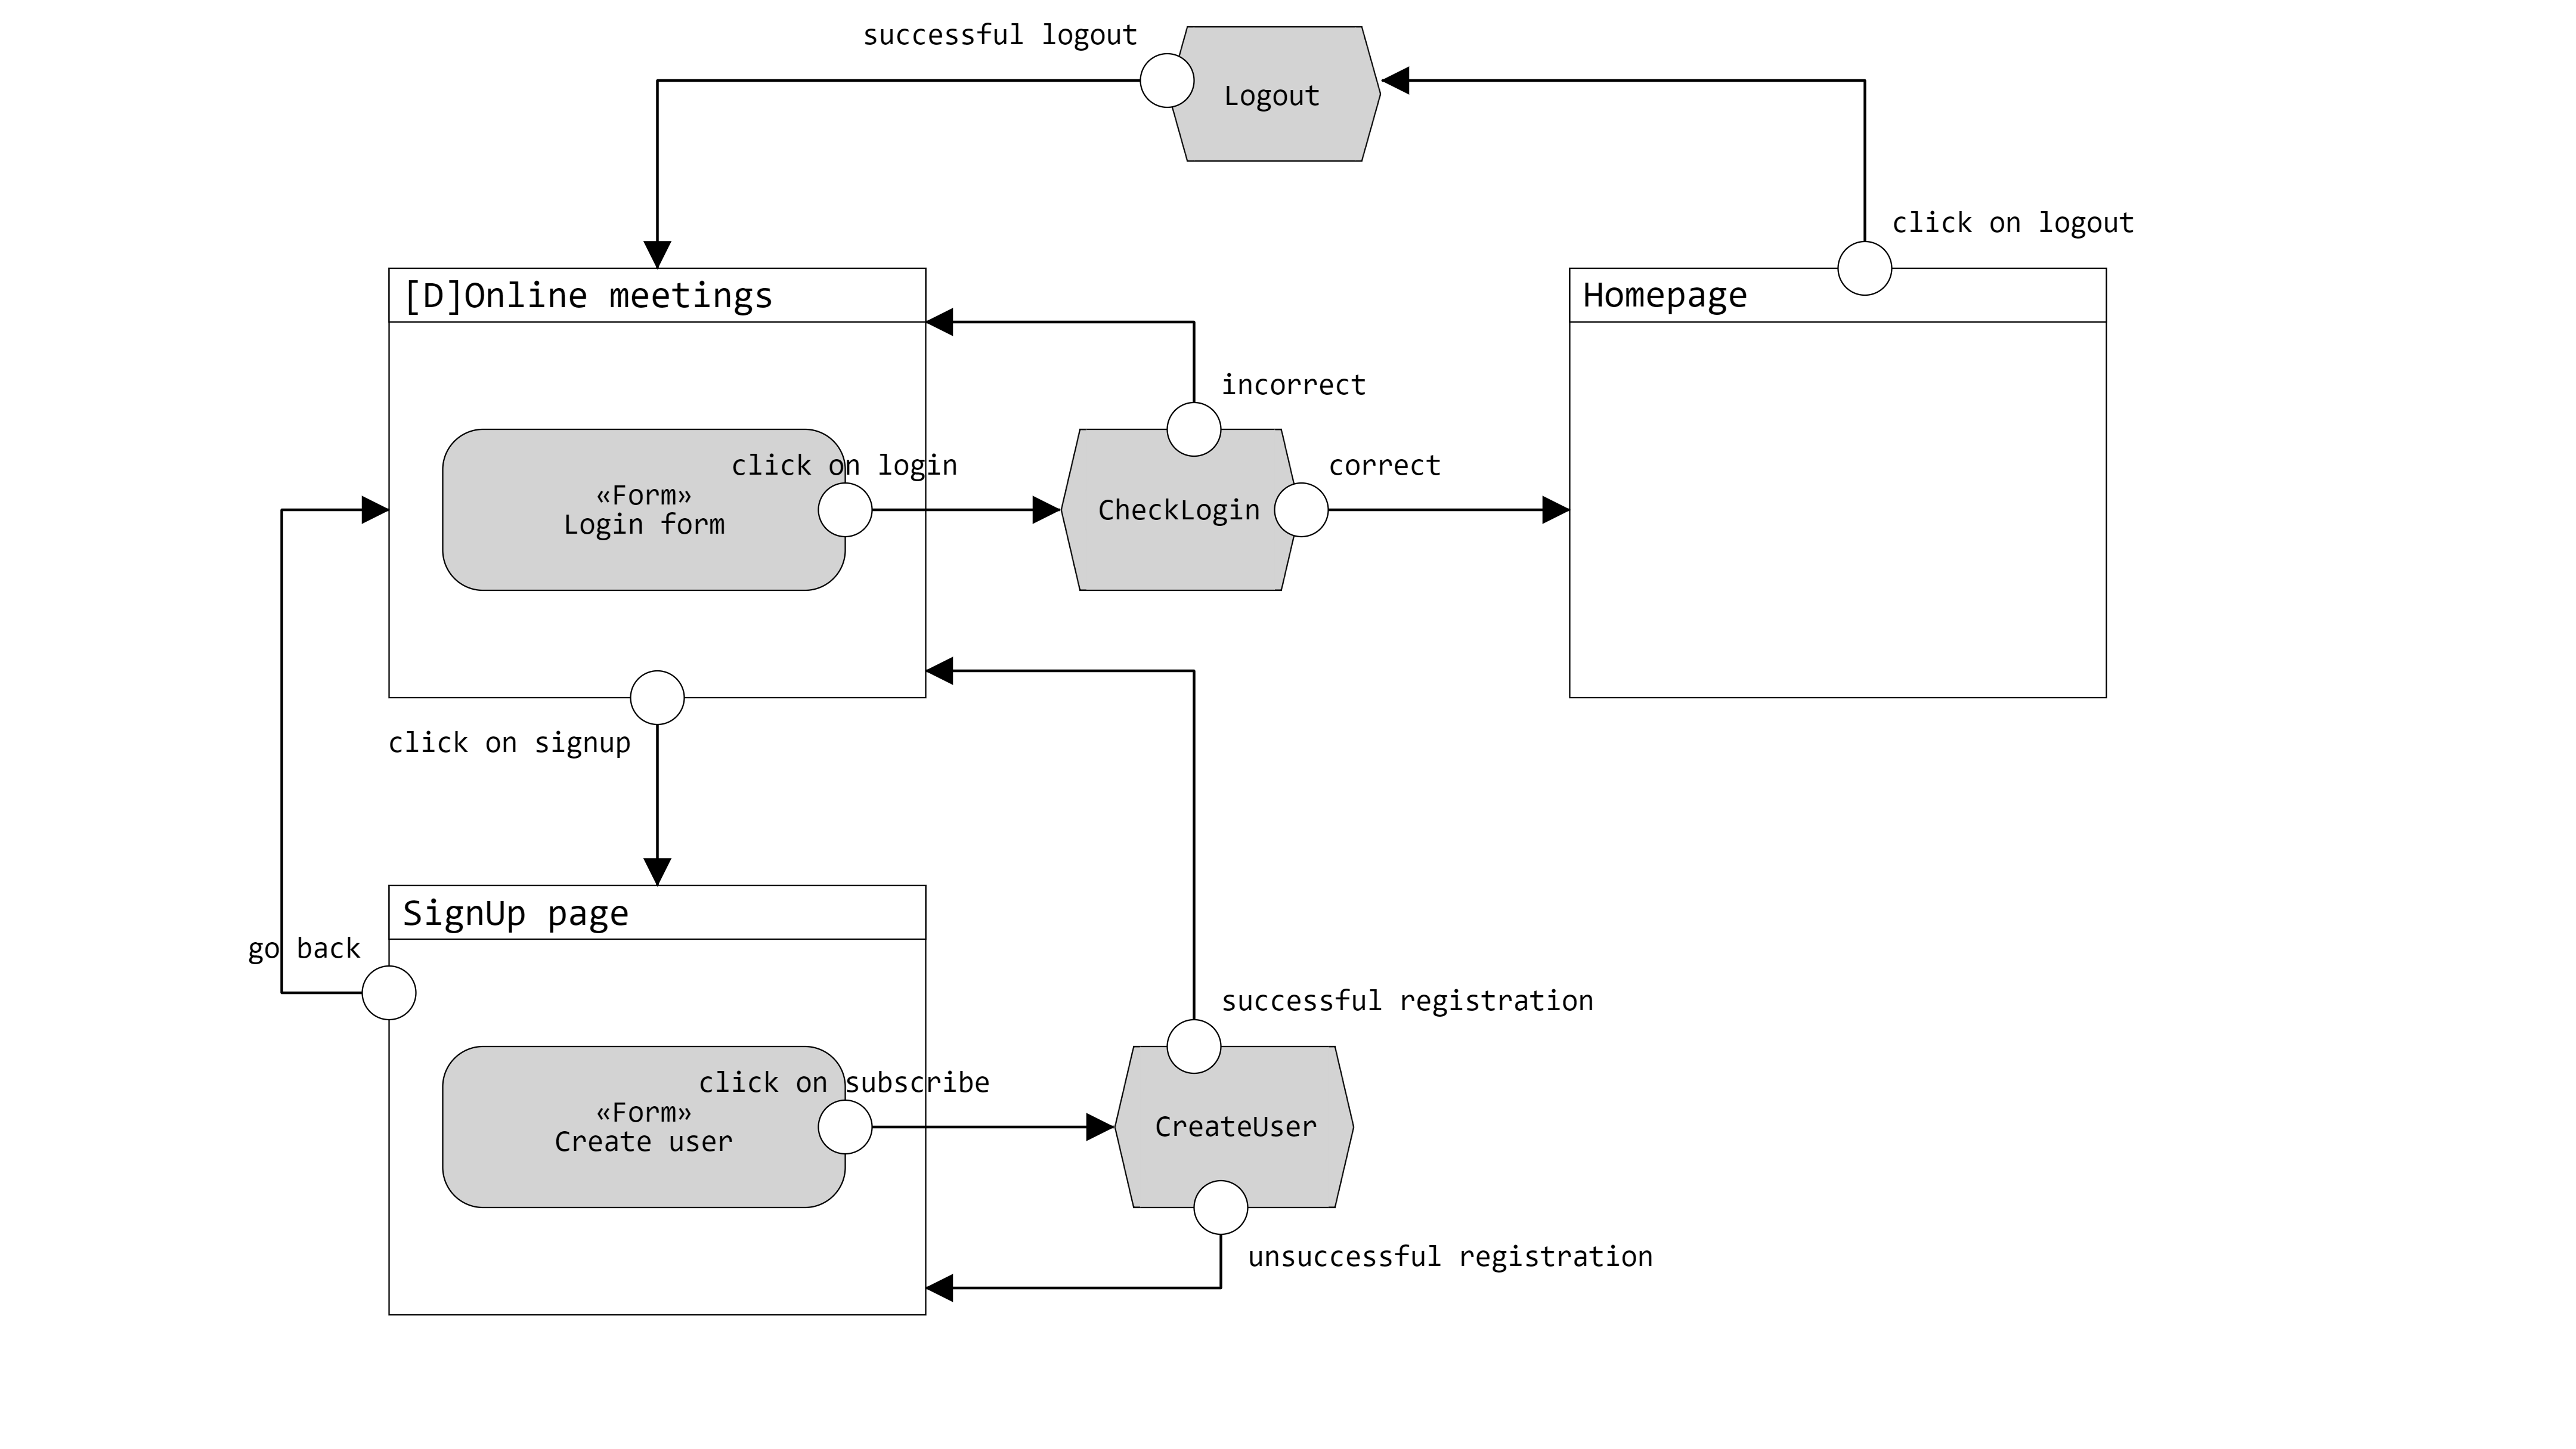 successful logout
Logout
click on logout
[D]Online meetings
Homepage
incorrect
click on login
correct
«Form»
Login form
CheckLogin
click on signup
SignUp page
go back
successful registration
click on subscribe
«Form»
Create user
CreateUser
unsuccessful registration